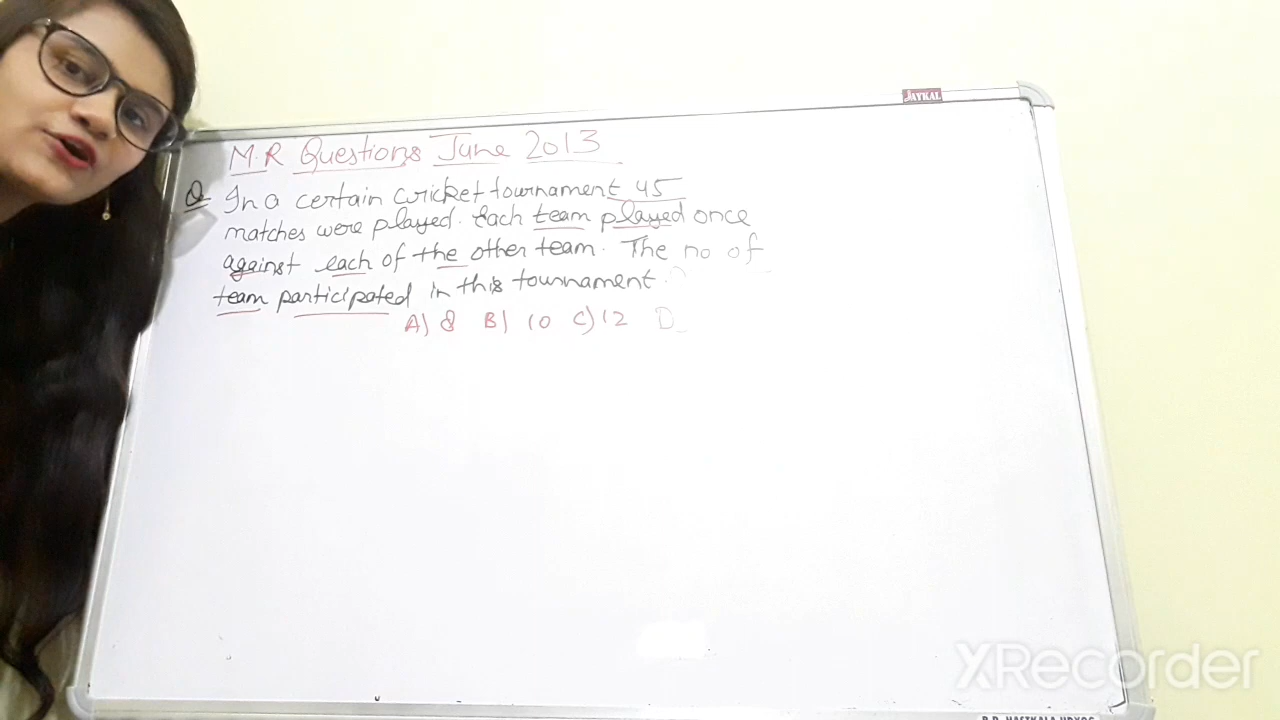 JAYKAL
M.R Questions June 2013
Q In a certain cricket tournament 45
matches were played. Each team played once
against each of the other team. The no of
team participated in this tournament.
A) 8 B) 10 C) 12 D
XRecorder